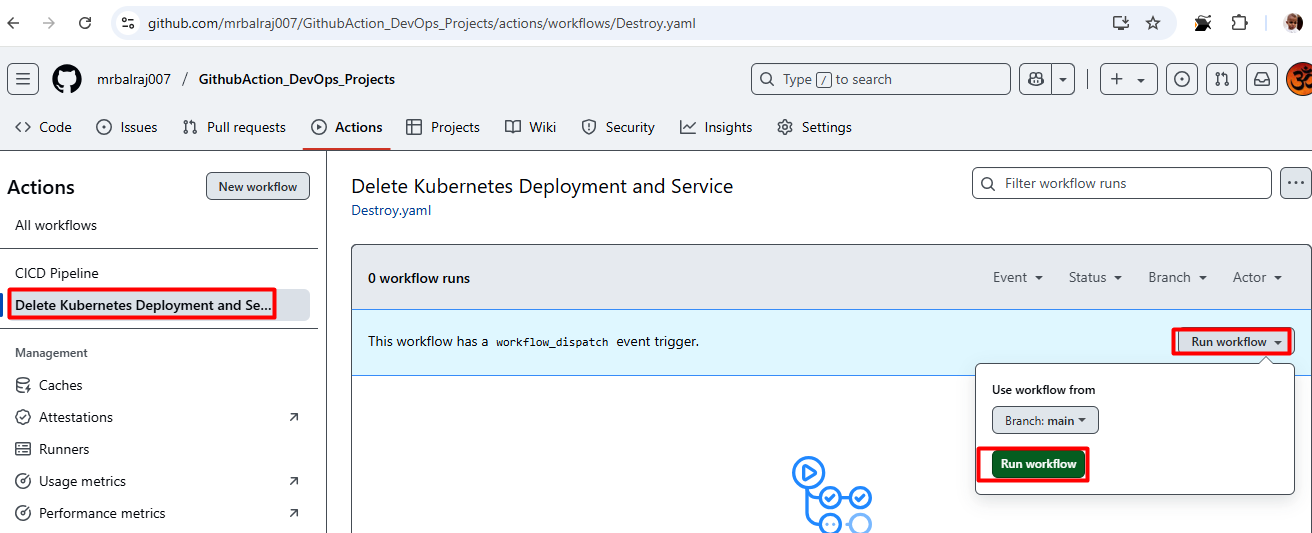 github.com/mrbalraj007/GithubAction_DevOps_Projects/actions/workflows/Destroy.yaml
mrbalraj007 / GithubAction_DevOps_Projects
Type / to search
Code Issues Pull requests Actions Projects Wiki Security Insights Settings
Actions
New workflow
All workflows
CICD Pipeline
Delete Kubernetes Deployment and Se...
Management
Caches
Attestations
Runners
Usage metrics
Performance metrics
Delete Kubernetes Deployment and Service
Destroy.yaml
Filter workflow runs
0 workflow runs
Event Status Branch Actor
This workflow has a workflow_dispatch event trigger.
Run workflow
Use workflow from
Branch: main
Run workflow